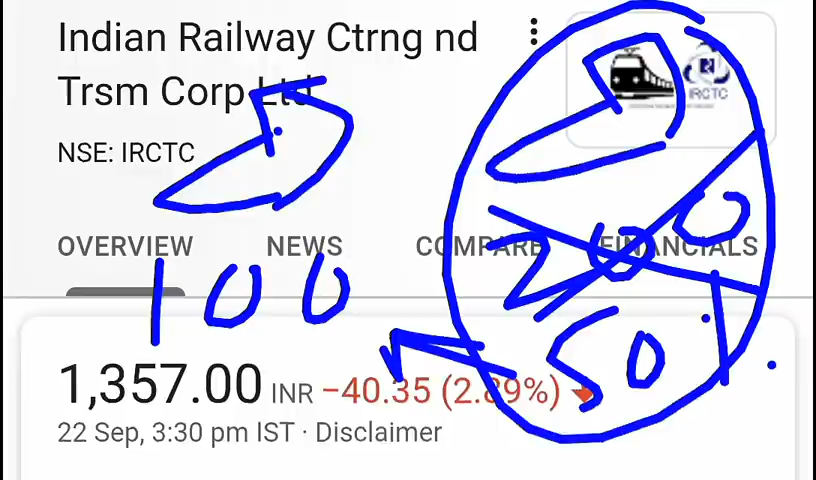 Indian Railway Ctrng nd
Trsm Corp Ltd
IRCTC
NSE: IRCTC
OVERVIEW NEWS COMPARE FINANCIALS
100 200
50%
1,357.00 INR −40.35 (2.89%)
22 Sep, 3:30 pm IST · Disclaimer